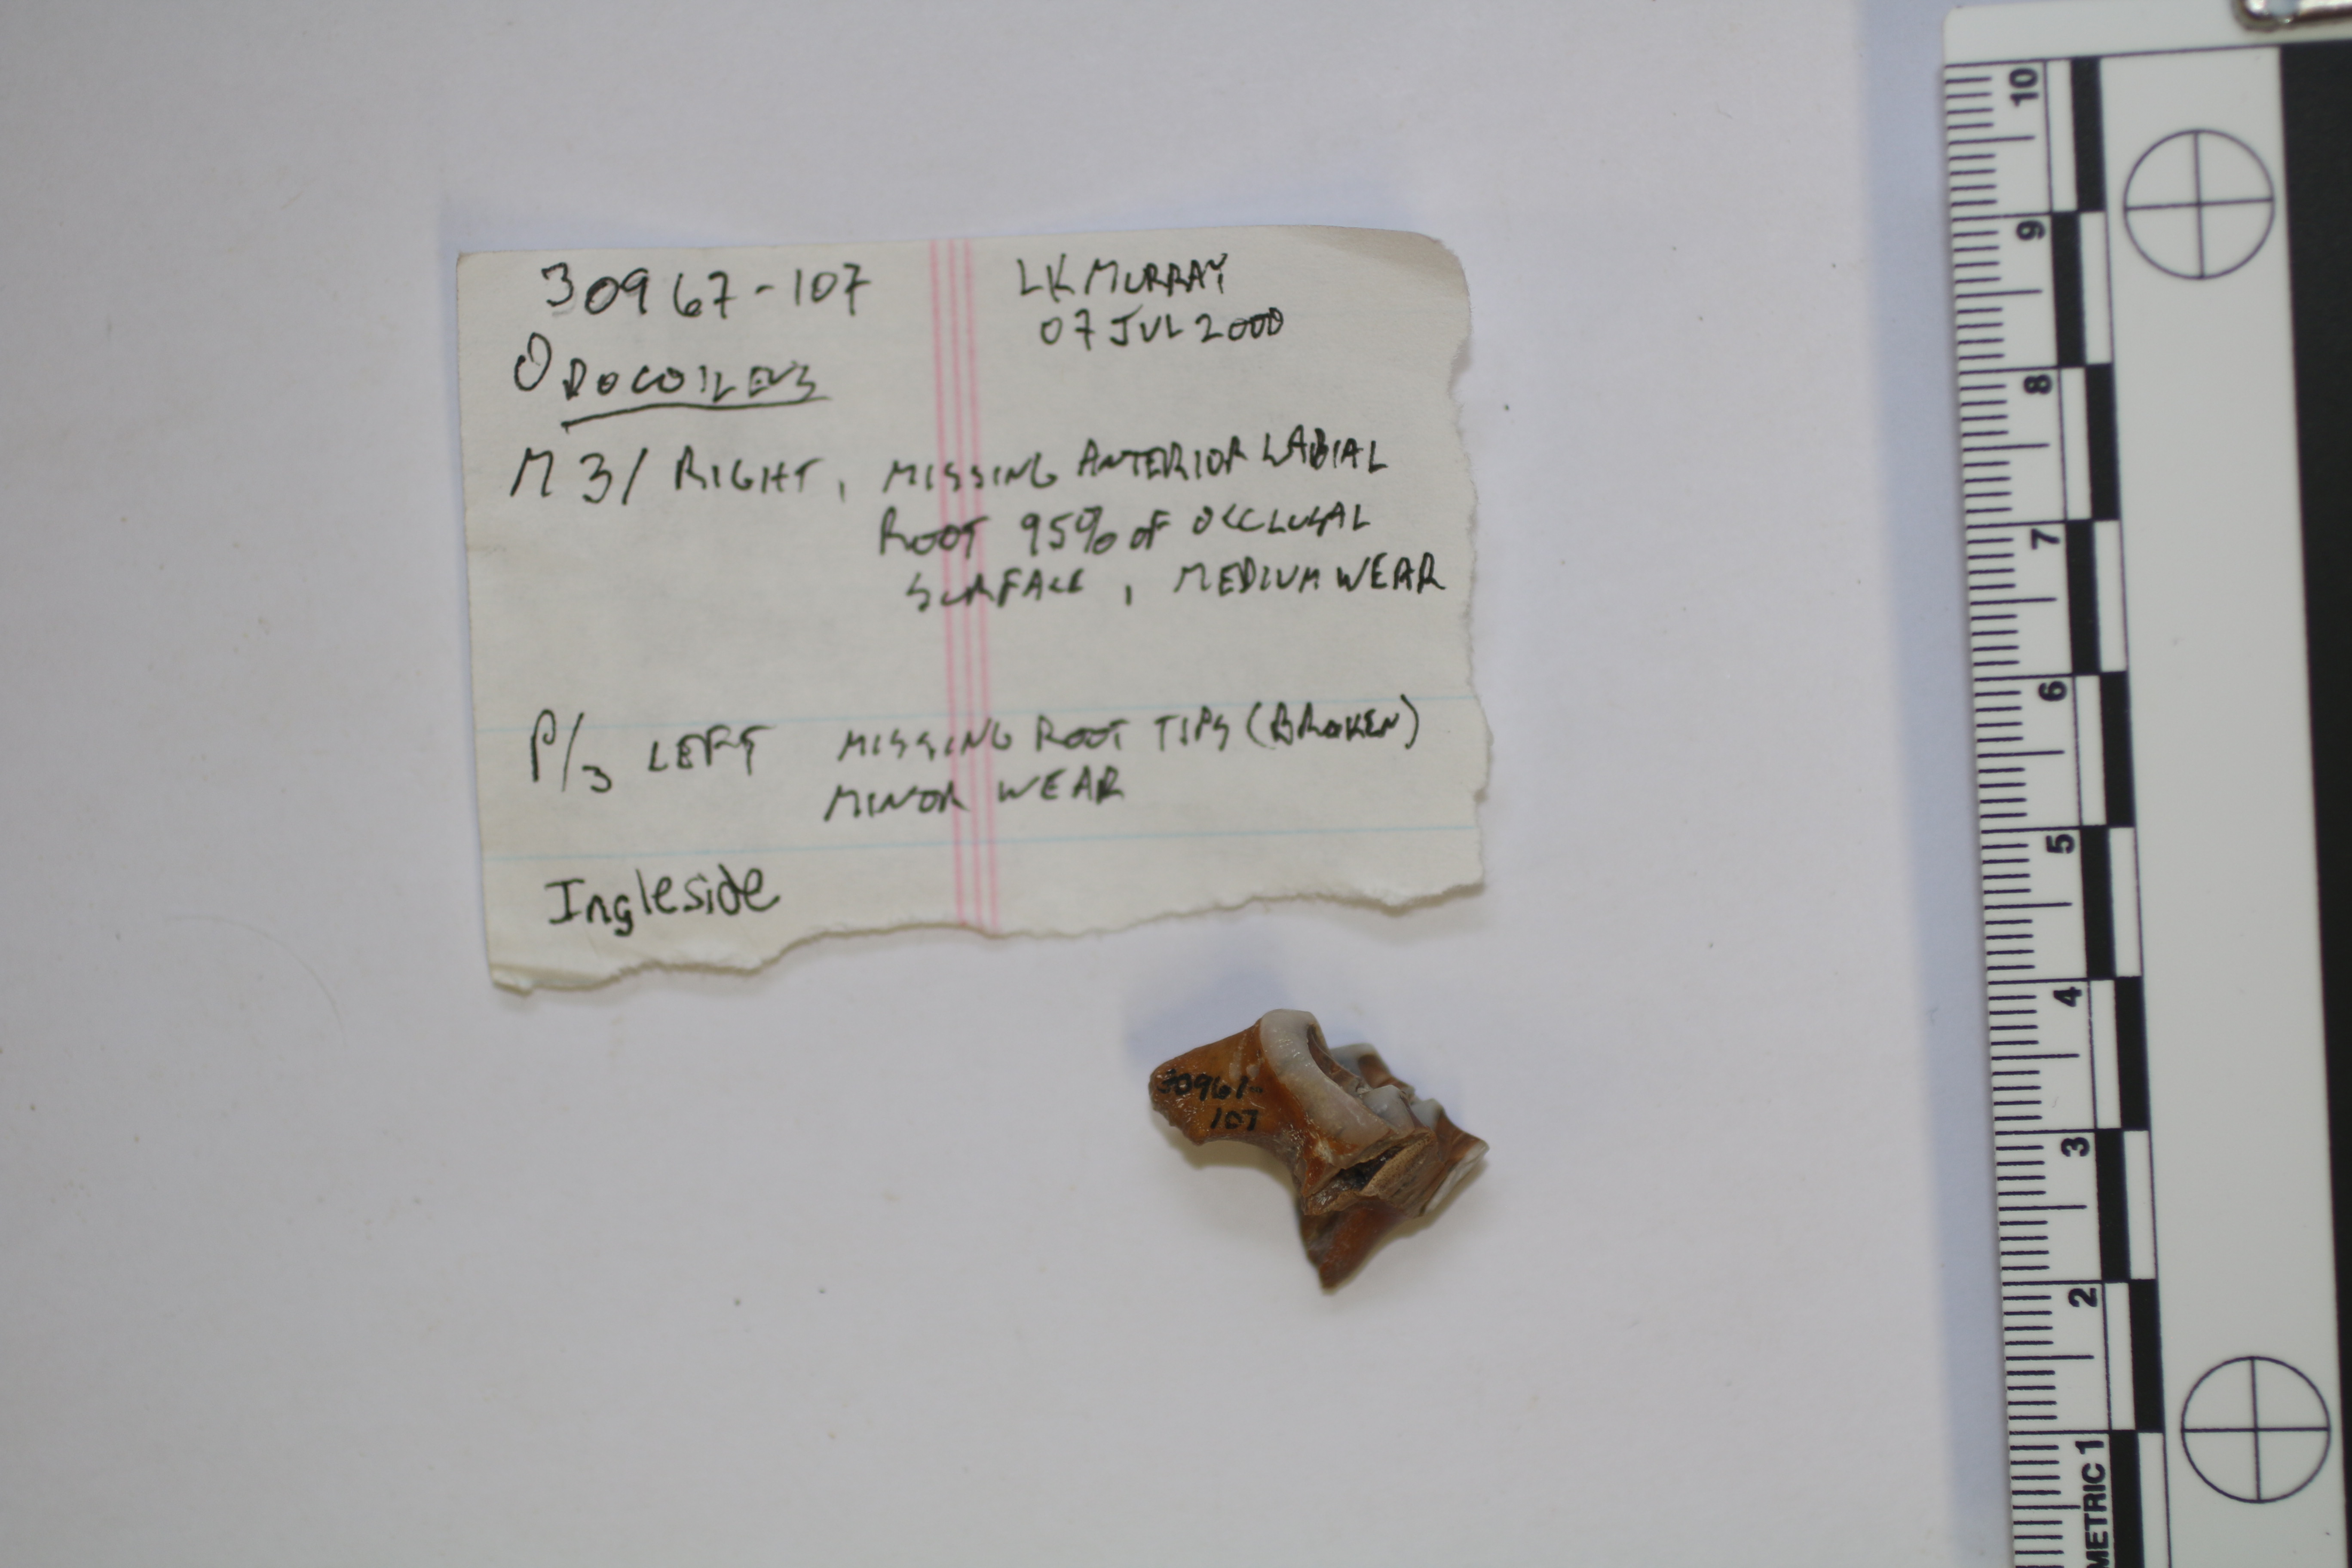 30967-107
LK MURRAY
07 JUL 2000
ODOCOILEUS
M 3/ RIGHT, MISSING ANTERIOR LABIAL
ROOT 95% OF OCCLUSAL
SURFACE, MEDIUM WEAR
P/3 LEFT MISSING ROOT TIPS (BROKEN)
MINOR WEAR
Ingleside
30967-
107
10
9
8
7
6
5
4
3
2
METRIC 1